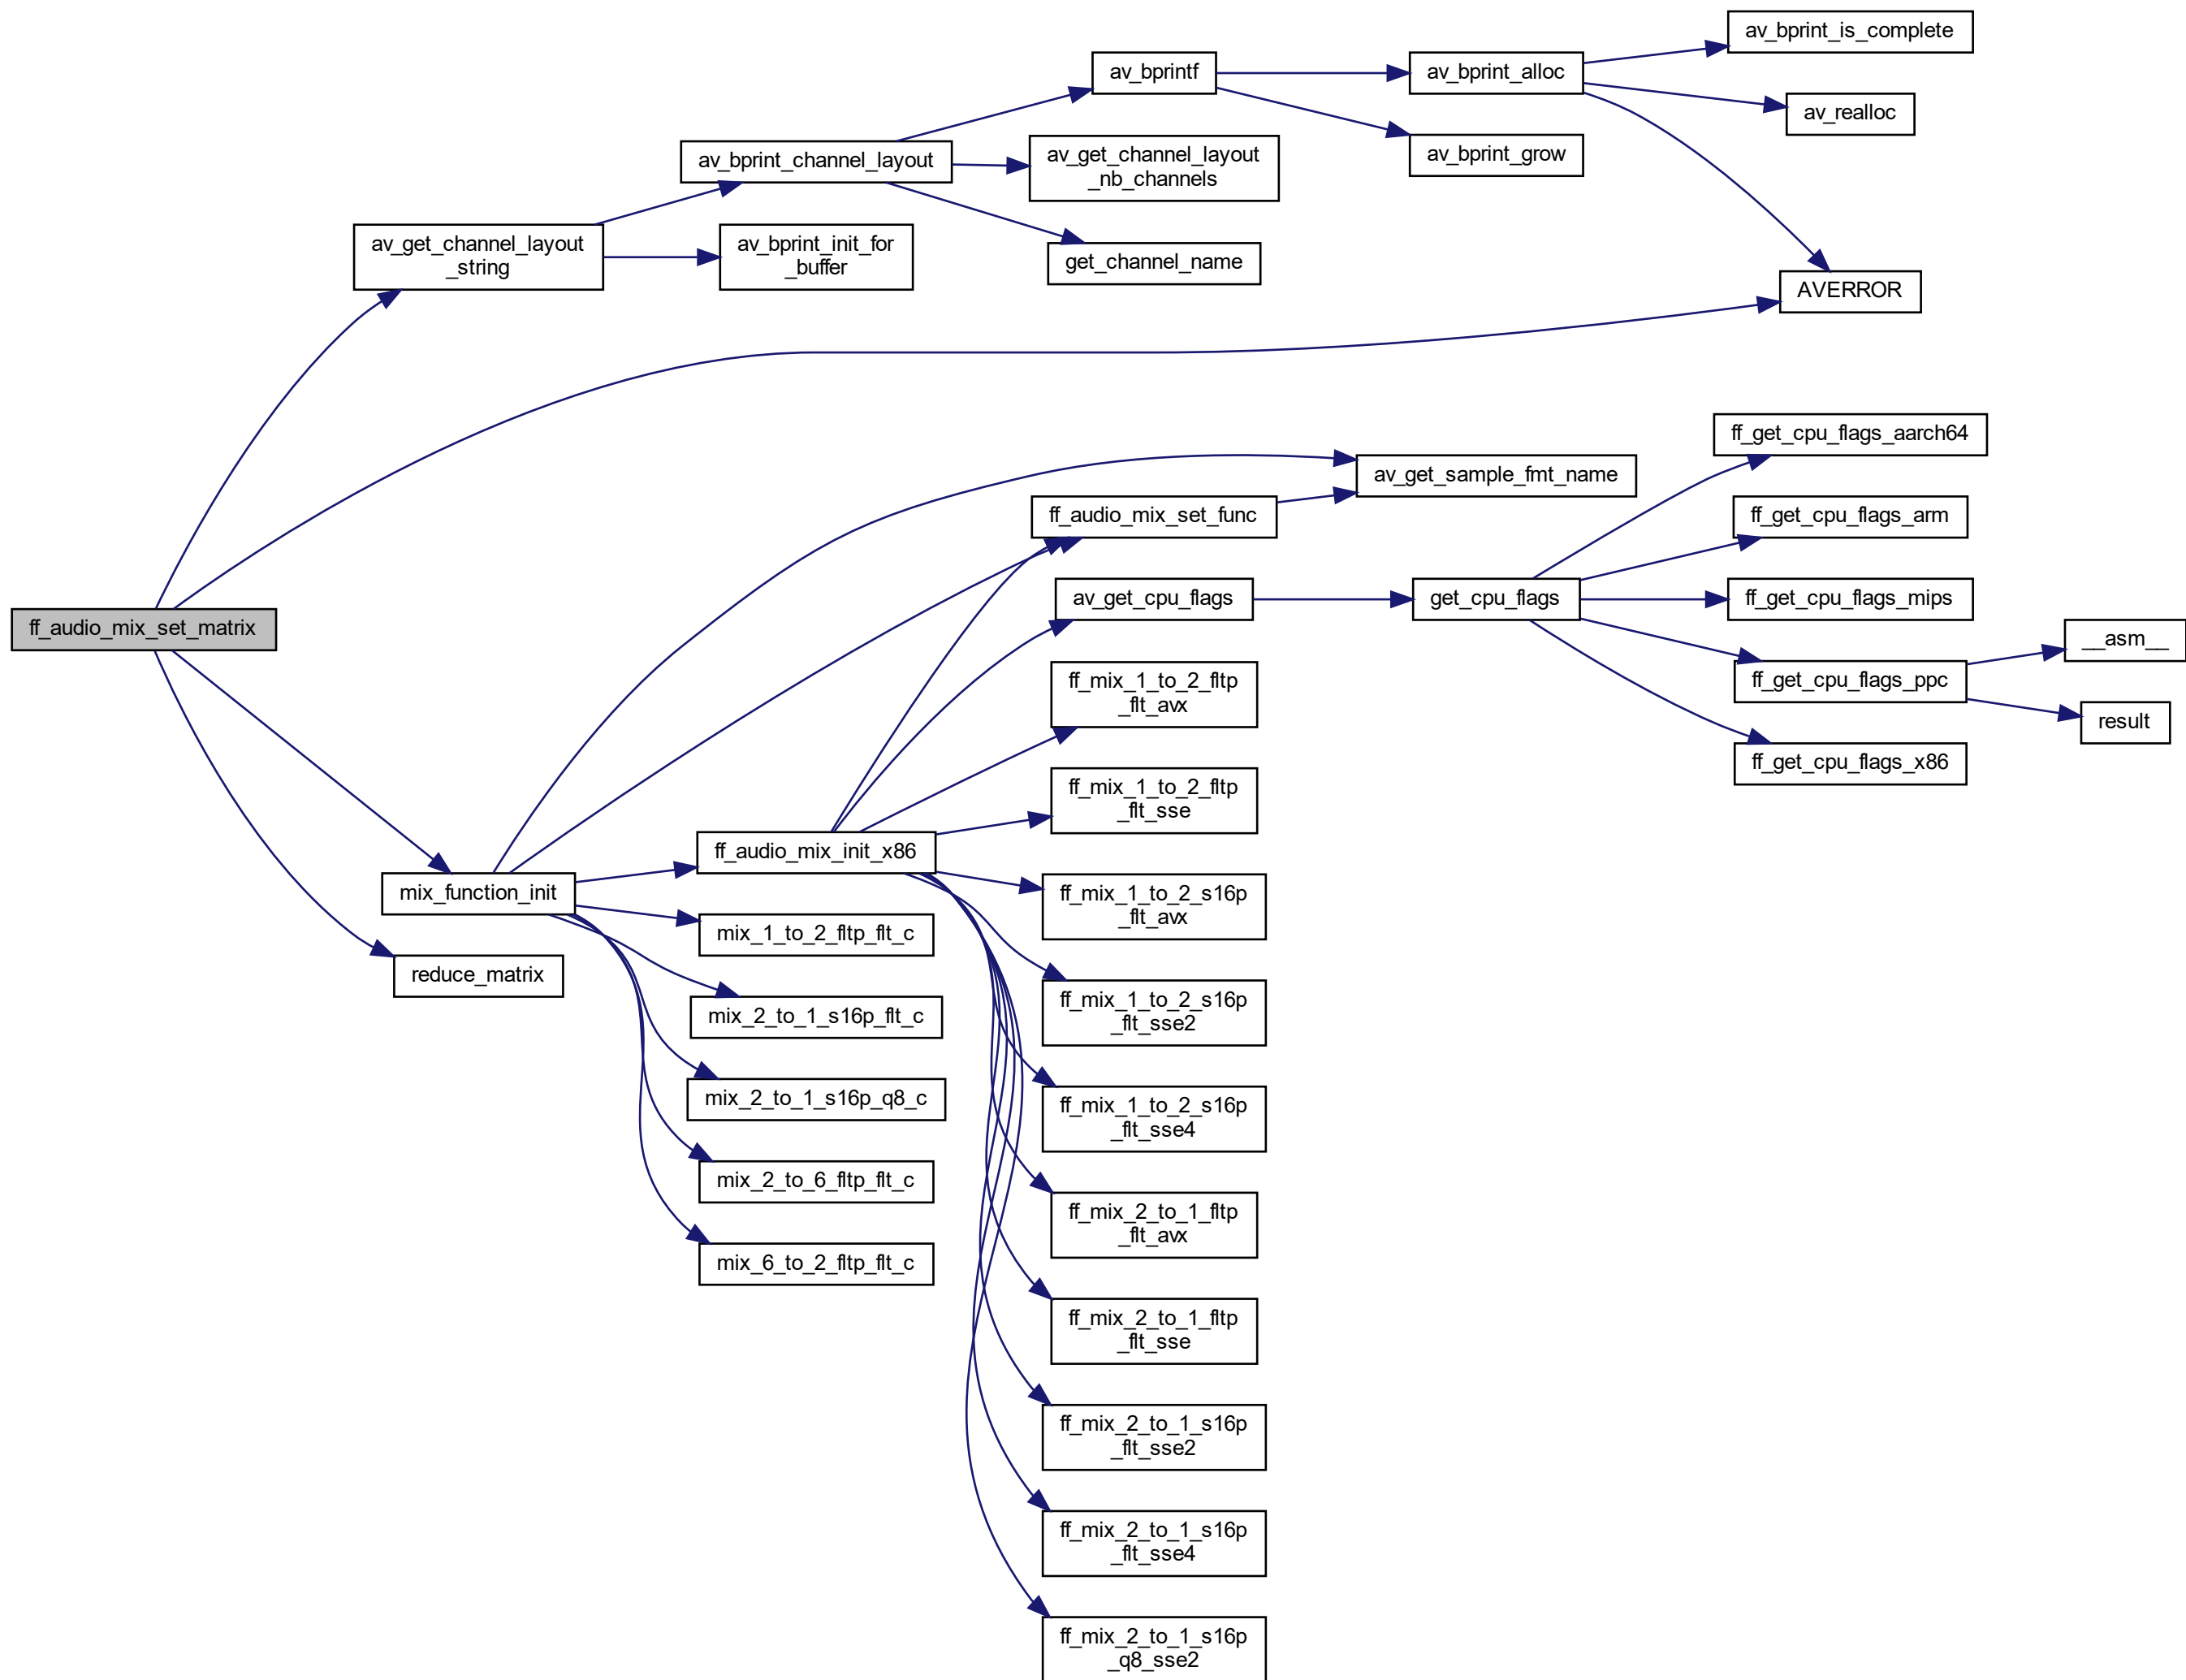 ff_audio_mix_set_matrix
av_get_channel_layout
_string
av_bprint_channel_layout
av_bprintf
av_bprint_alloc
av_bprint_is_complete
av_realloc
AVERROR
av_bprint_grow
av_get_channel_layout
_nb_channels
get_channel_name
av_bprint_init_for
_buffer
mix_function_init
av_get_sample_fmt_name
ff_audio_mix_set_func
ff_audio_mix_init_x86
av_get_cpu_flags
get_cpu_flags
ff_get_cpu_flags_aarch64
ff_get_cpu_flags_arm
ff_get_cpu_flags_mips
ff_get_cpu_flags_ppc
__asm__
result
ff_get_cpu_flags_x86
ff_mix_1_to_2_fltp
_flt_avx
ff_mix_1_to_2_fltp
_flt_sse
ff_mix_1_to_2_s16p
_flt_avx
ff_mix_1_to_2_s16p
_flt_sse2
ff_mix_1_to_2_s16p
_flt_sse4
ff_mix_2_to_1_fltp
_flt_avx
ff_mix_2_to_1_fltp
_flt_sse
ff_mix_2_to_1_s16p
_flt_sse2
ff_mix_2_to_1_s16p
_flt_sse4
ff_mix_2_to_1_s16p
_q8_sse2
mix_1_to_2_fltp_flt_c
mix_2_to_1_s16p_flt_c
mix_2_to_1_s16p_q8_c
mix_2_to_6_fltp_flt_c
mix_6_to_2_fltp_flt_c
reduce_matrix